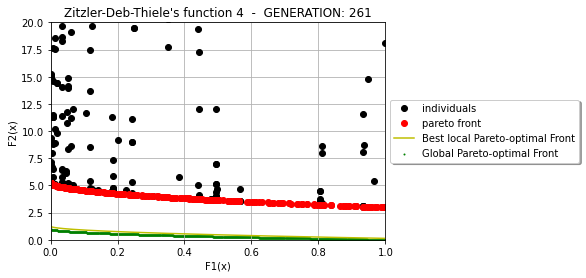 Zitzler-Deb-Thiele's function 4  -  GENERATION: 261
20.0
17.5
15.0
12.5
10.0
7.5
5.0
2.5
0.0
F2(x)
0.0 0.2 0.4 0.6 0.8 1.0
F1(x)
individuals
pareto front
Best local Pareto-optimal Front
Global Pareto-optimal Front